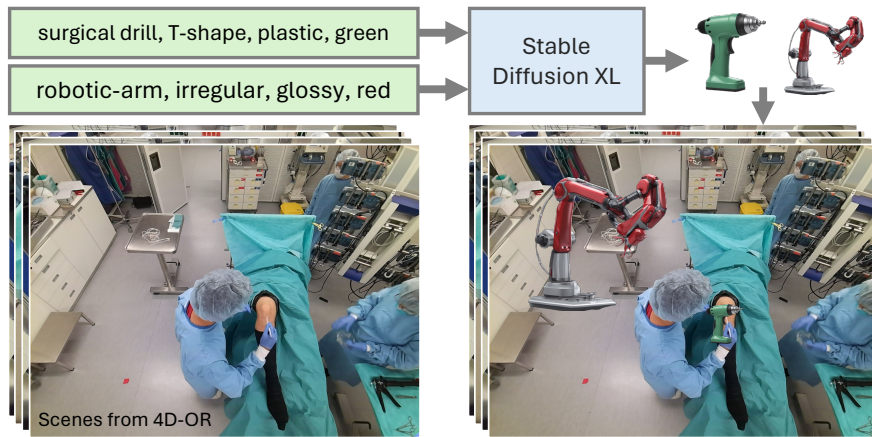 surgical drill, T-shape, plastic, green
robotic-arm, irregular, glossy, red
Stable
Diffusion XL
Scenes from 4D-OR